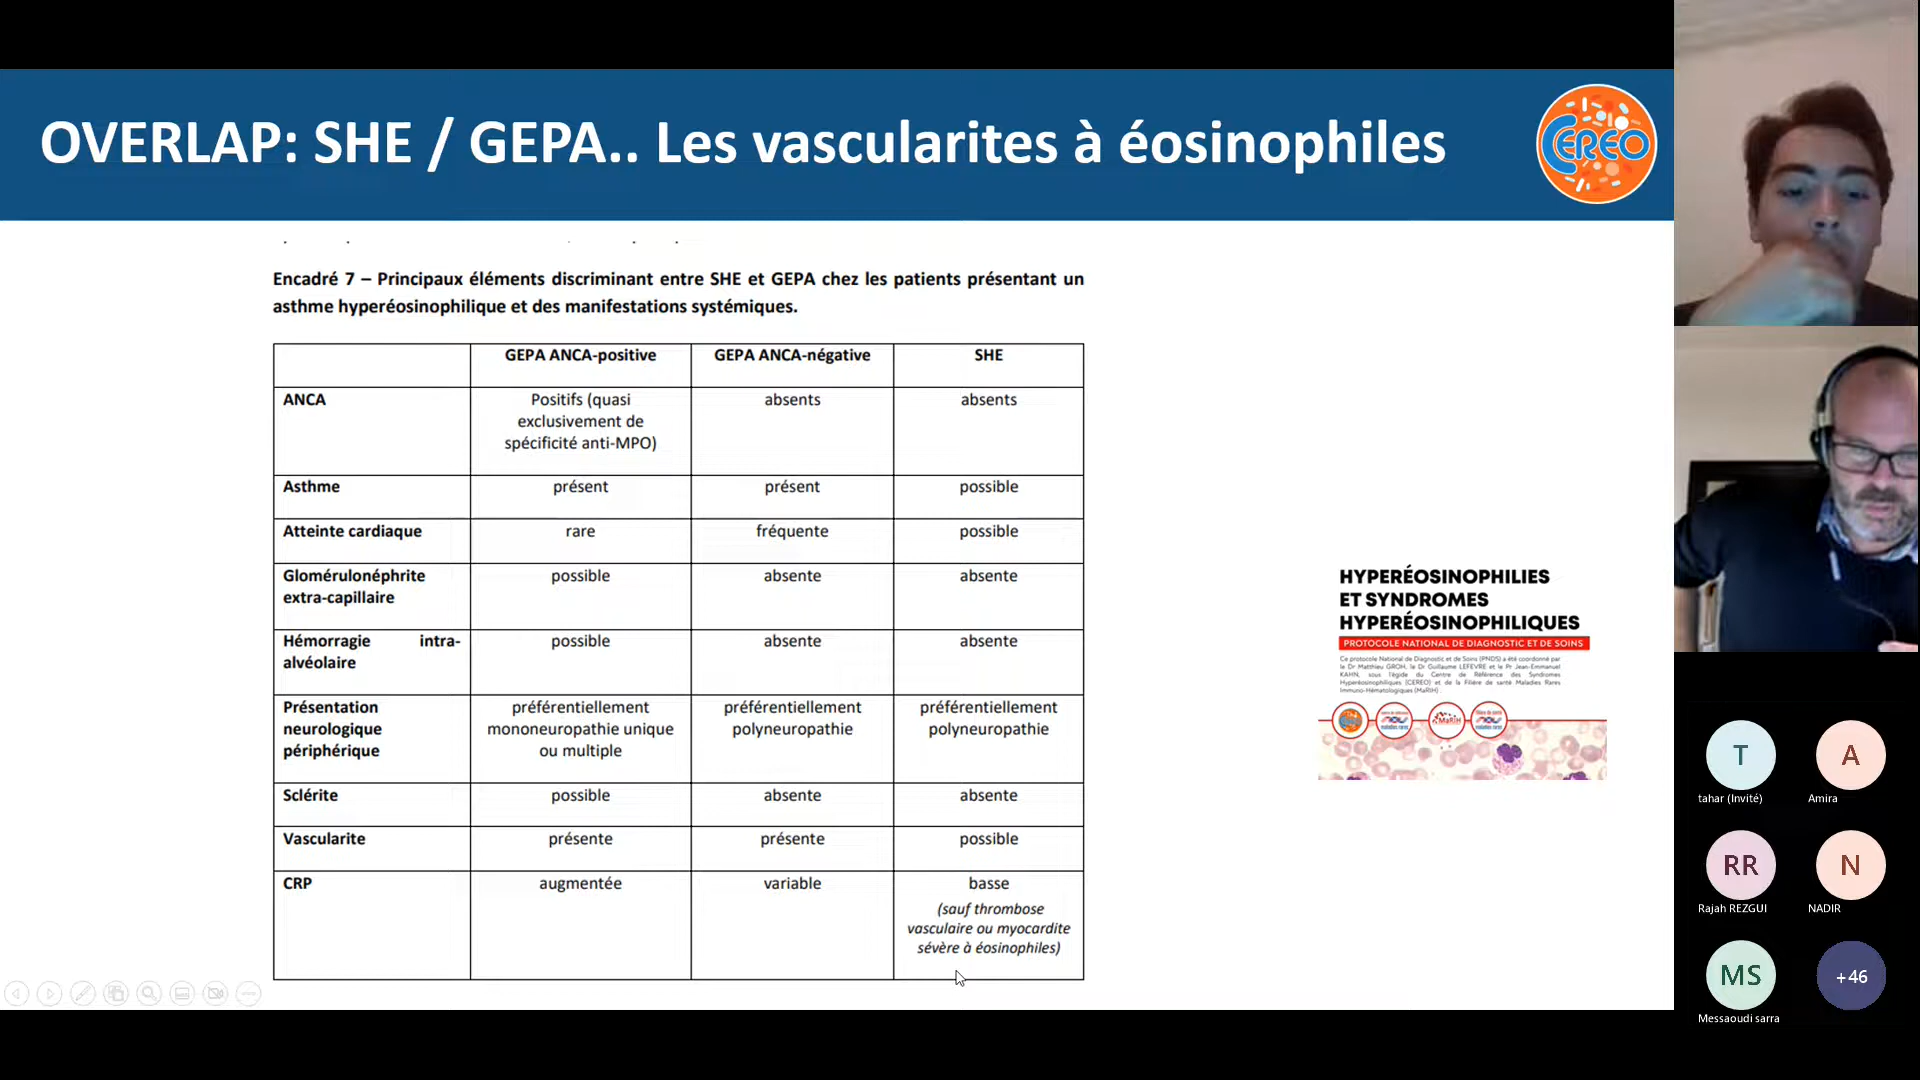 OVERLAP: SHE / GEPA.. Les vascularites à éosinophiles
CEREO
Encadré 7 – Principaux éléments discriminant entre SHE et GEPA chez les patients présentant un
asthme hyperéosinophilique et des manifestations systémiques.
GEPA ANCA-positive
GEPA ANCA-négative
SHE
ANCA
Positifs (quasi
exclusivement de
spécificité anti-MPO)
absents
absents
Asthme
présent
présent
possible
Atteinte cardiaque
rare
fréquente
possible
Glomérulonéphrite
extra-capillaire
possible
absente
absente
Hémorragie intra-
alvéolaire
possible
absente
absente
Présentation
neurologique
périphérique
préférentiellement
mononeuropathie unique
ou multiple
préférentiellement
polyneuropathie
préférentiellement
polyneuropathie
Sclérite
possible
absente
absente
Vascularite
présente
présente
possible
CRP
augmentée
variable
basse
(sauf thrombose
vasculaire ou myocardite
sévère à éosinophiles)
HYPERÉOSINOPHILIES
ET SYNDROMES
HYPERÉOSINOPHILIQUES
PROTOCOLE NATIONAL DE DIAGNOSTIC ET DE SOINS
Ce protocole National de Diagnostic et de Soins (PNDS) a été coordonné par
le Dr Matthieu GROH, le Dr Guillaume LEFEVRE et le Pr Jean-Emmanuel
KAHN, sous l'égide du Centre de Référence des Syndromes
Hyperéosinophiliques (CEREO) et de la Filière de santé Maladies Rares
Immuno-Hématologiques (MaRIH)
MaRIH
T
tahar (Invité)
A
Amira
RR
Rajah REZGUI
N
NADIR
MS
Messaoudi sarra
+46